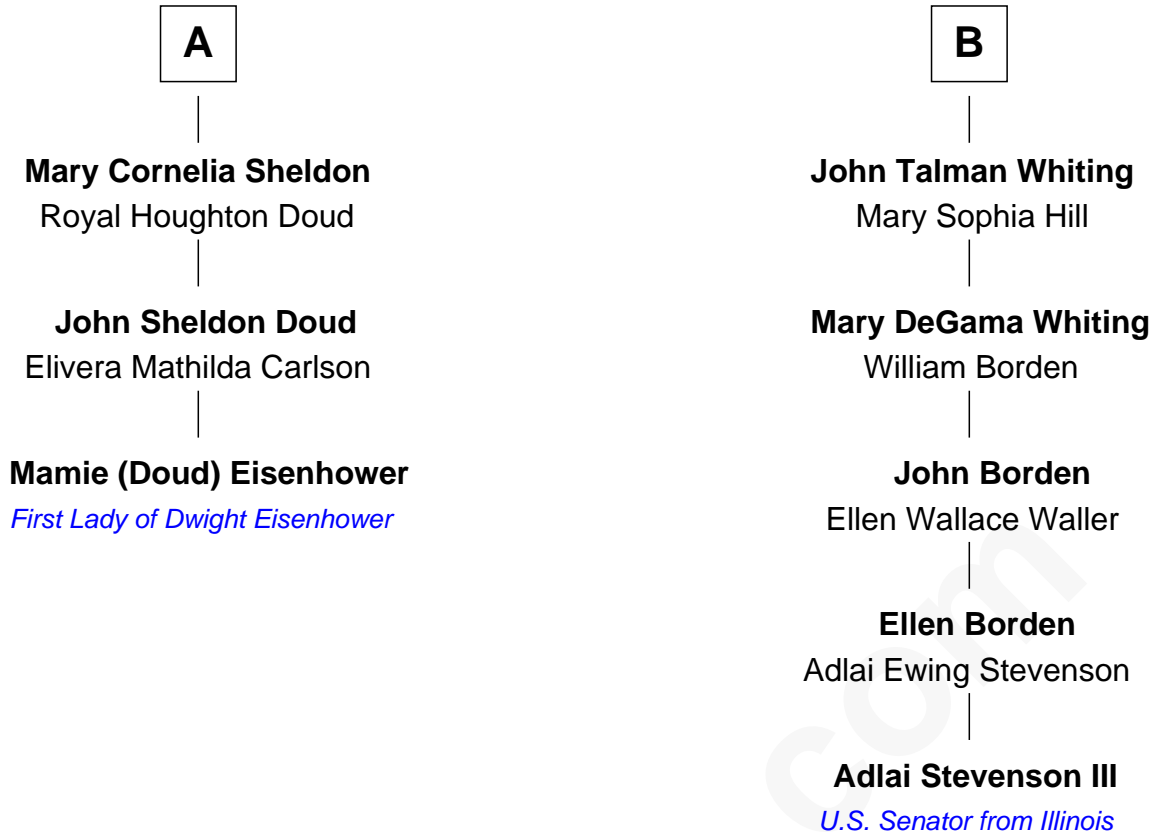 A
Mary Cornelia Sheldon
Royal Houghton Doud
John Sheldon Doud
Elivera Mathilda Carlson
Mamie (Doud) Eisenhower
First Lady of Dwight Eisenhower
B
John Talman Whiting
Mary Sophia Hill
Mary DeGama Whiting
William Borden
John Borden
Ellen Wallace Waller
Ellen Borden
Adlai Ewing Stevenson
Adlai Stevenson III
U.S. Senator from Illinois
com